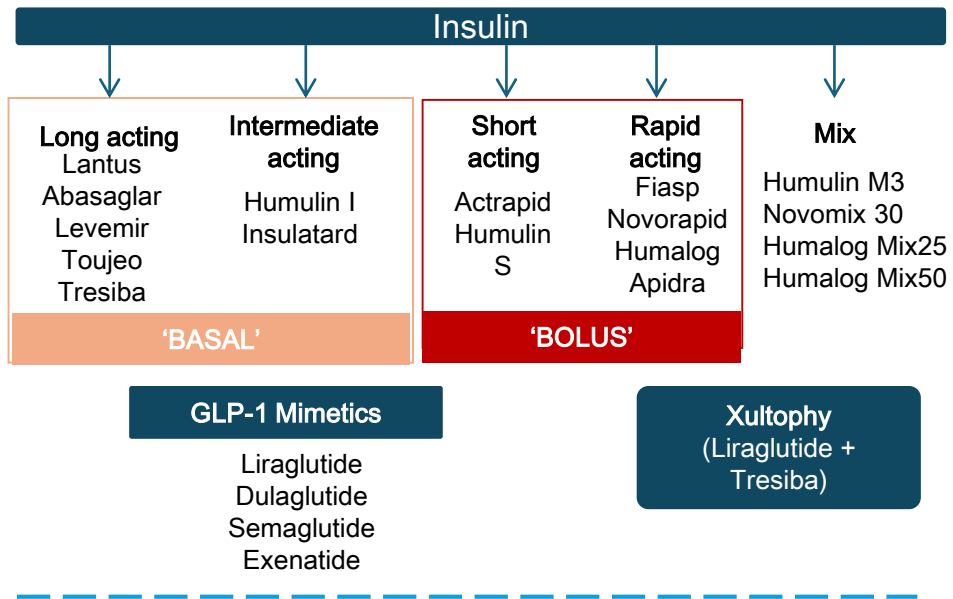 Insulin
Long acting
Lantus
Abasaglar
Levemir
Toujeo
Tresiba
Intermediate
acting
Humulin I
Insulatard
'BASAL'
Short
acting
Actrapid
Humulin
S
Rapid
acting
Fiasp
Novorapid
Humalog
Apidra
'BOLUS'
Mix
Humulin M3
Novomix 30
Humalog Mix25
Humalog Mix50
GLP-1 Mimetics
Liraglutide
Dulaglutide
Semaglutide
Exenatide
Xultophy
(Liraglutide +
Tresiba)